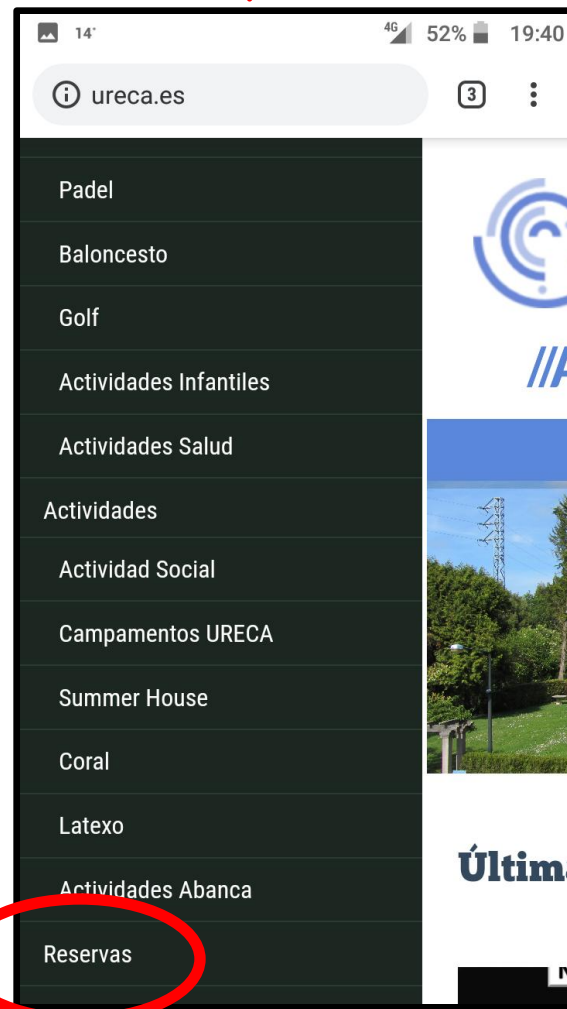 14°
4G 52% 19:40
ureca.es
3
Padel
Baloncesto
Golf
Actividades Infantiles
Actividades Salud
Actividades
Actividad Social
Campamentos URECA
Summer House
Coral
Latexo
Actividades Abanca
Reservas